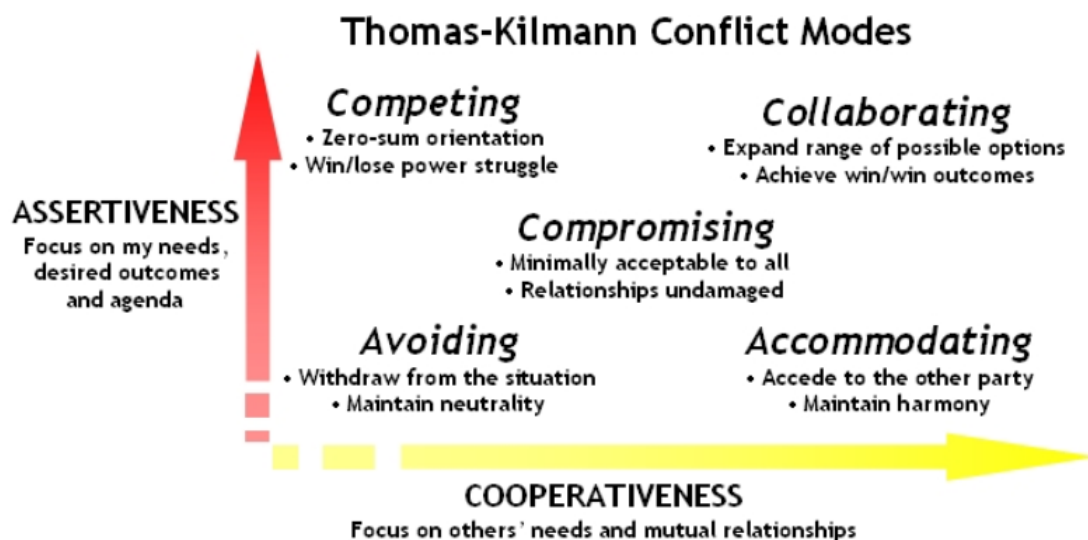 Thomas-Kilmann Conflict Modes
Competing
• Zero-sum orientation
• Win/lose power struggle
Collaborating
• Expand range of possible options
• Achieve win/win outcomes
ASSERTIVENESS
Focus on my needs,
desired outcomes
and agenda
Compromising
• Minimally acceptable to all
• Relationships undamaged
Avoiding
• Withdraw from the situation
• Maintain neutrality
Accommodating
• Accede to the other party
• Maintain harmony
COOPERATIVENESS
Focus on others' needs and mutual relationships